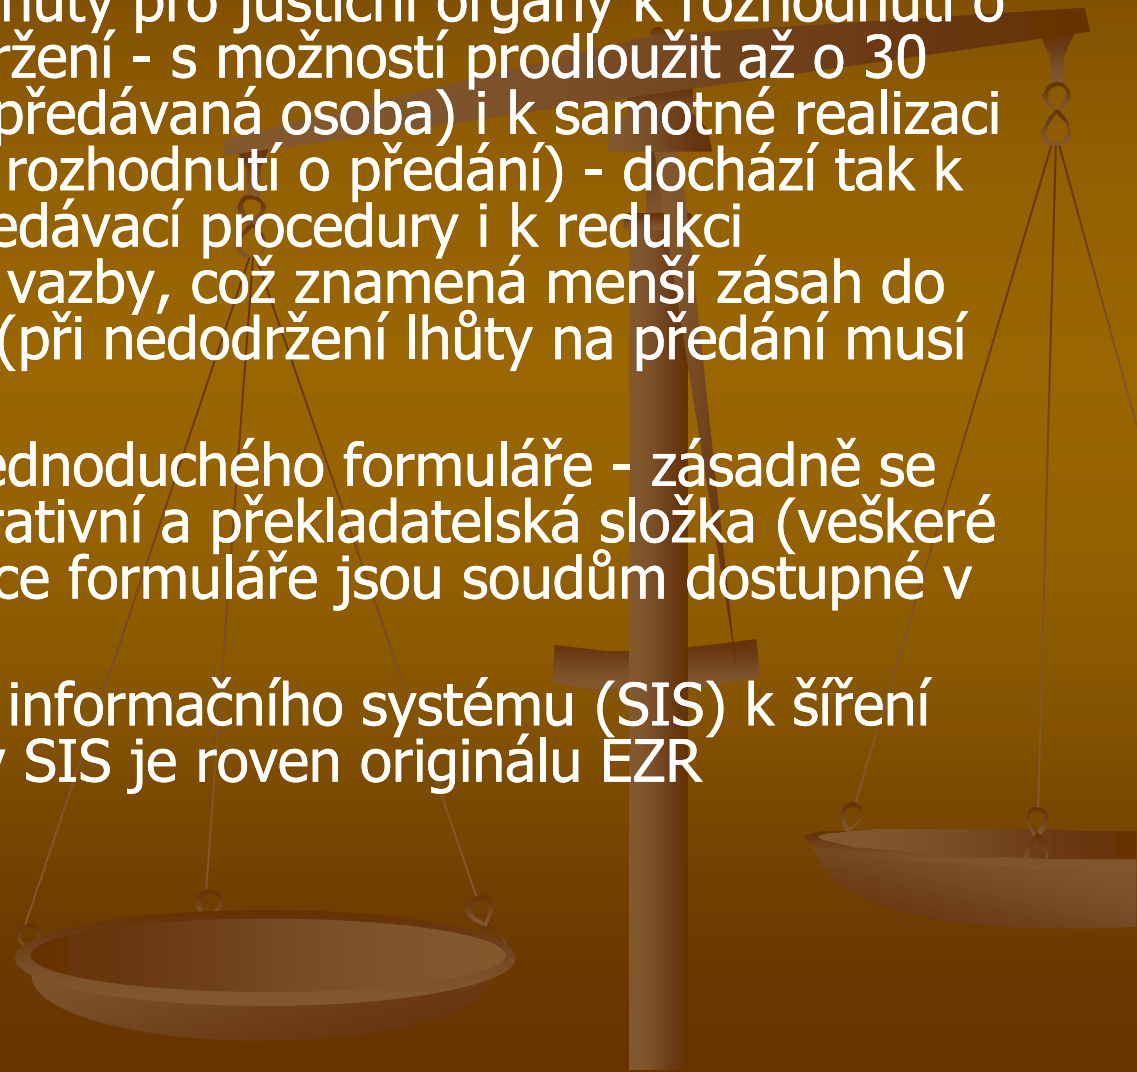 hůty pro justiční orgány k rozhodnutí o
ržení - s možností prodloužit až o 30
předávaná osoba) i k samotné realizaci
rozhodnutí o předání) - dochází tak k
edávací procedury i k redukci
vazby, což znamená menší zásah do
(při nedodržení lhůty na předání musí
ednoduchého formuláře - zásadně se
rativní a překladatelská složka (veškeré
ce formuláře jsou soudům dostupné v
informačního systému (SIS) k šíření
v SIS je roven originálu EZR